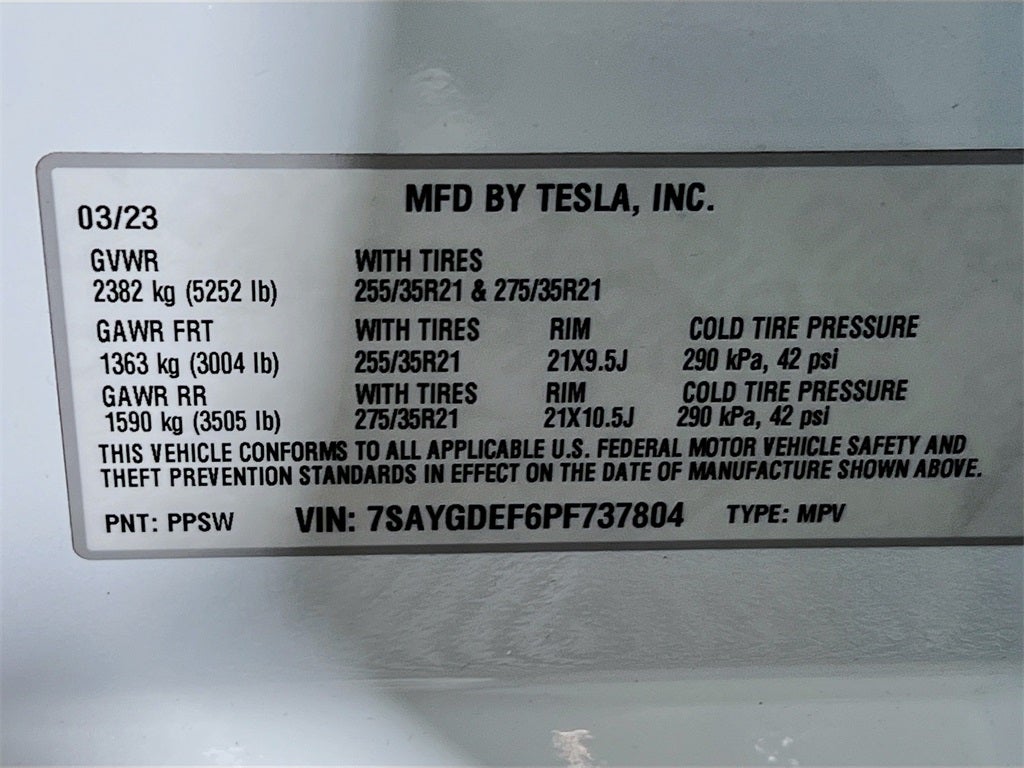 MFD BY TESLA, INC.
03/23
GVWR WITH TIRES
2382 kg (5252 lb) 255/35R21 & 275/35R21
GAWR FRT WITH TIRES RIM COLD TIRE PRESSURE
1363 kg (3004 lb) 255/35R21 21X9.5J 290 kPa, 42 psi
GAWR RR WITH TIRES RIM COLD TIRE PRESSURE
1590 kg (3505 lb) 275/35R21 21X10.5J 290 kPa, 42 psi
THIS VEHICLE CONFORMS TO ALL APPLICABLE U.S. FEDERAL MOTOR VEHICLE SAFETY AND
THEFT PREVENTION STANDARDS IN EFFECT ON THE DATE OF MANUFACTURE SHOWN ABOVE.
PNT: PPSW VIN: 7SAYGDEF6PF737804 TYPE: MPV